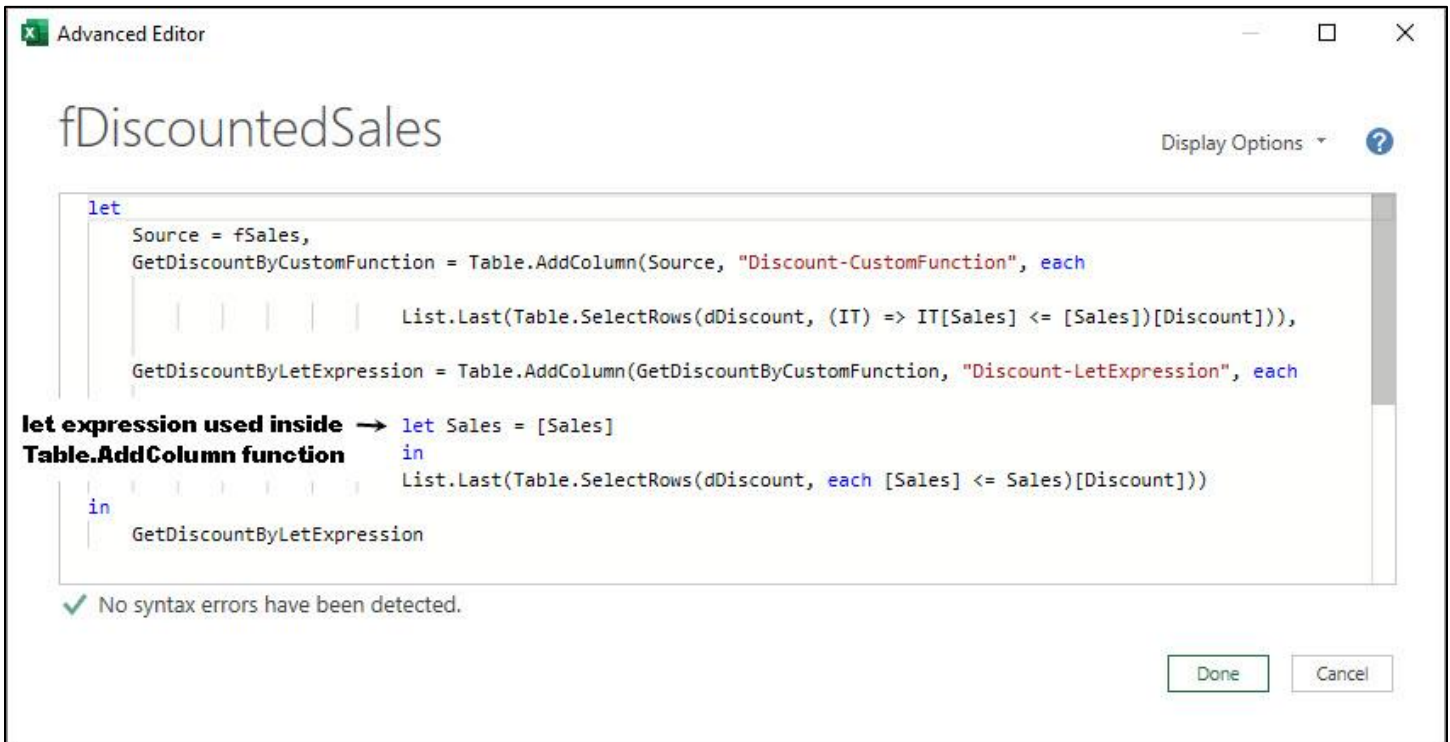 Advanced Editor
fDiscountedSales
Display Options
?
let
Source = fSales,
GetDiscountByCustomFunction = Table.AddColumn(Source, "Discount-CustomFunction", each
List.Last(Table.SelectRows(dDiscount, (IT) => IT[Sales] <= [Sales])[Discount])),
GetDiscountByLetExpression = Table.AddColumn(GetDiscountByCustomFunction, "Discount-LetExpression", each
let expression used inside → let Sales = [Sales]
Table.AddColumn function in
List.Last(Table.SelectRows(dDiscount, each [Sales] <= Sales)[Discount]))
in
GetDiscountByLetExpression
No syntax errors have been detected.
Done Cancel